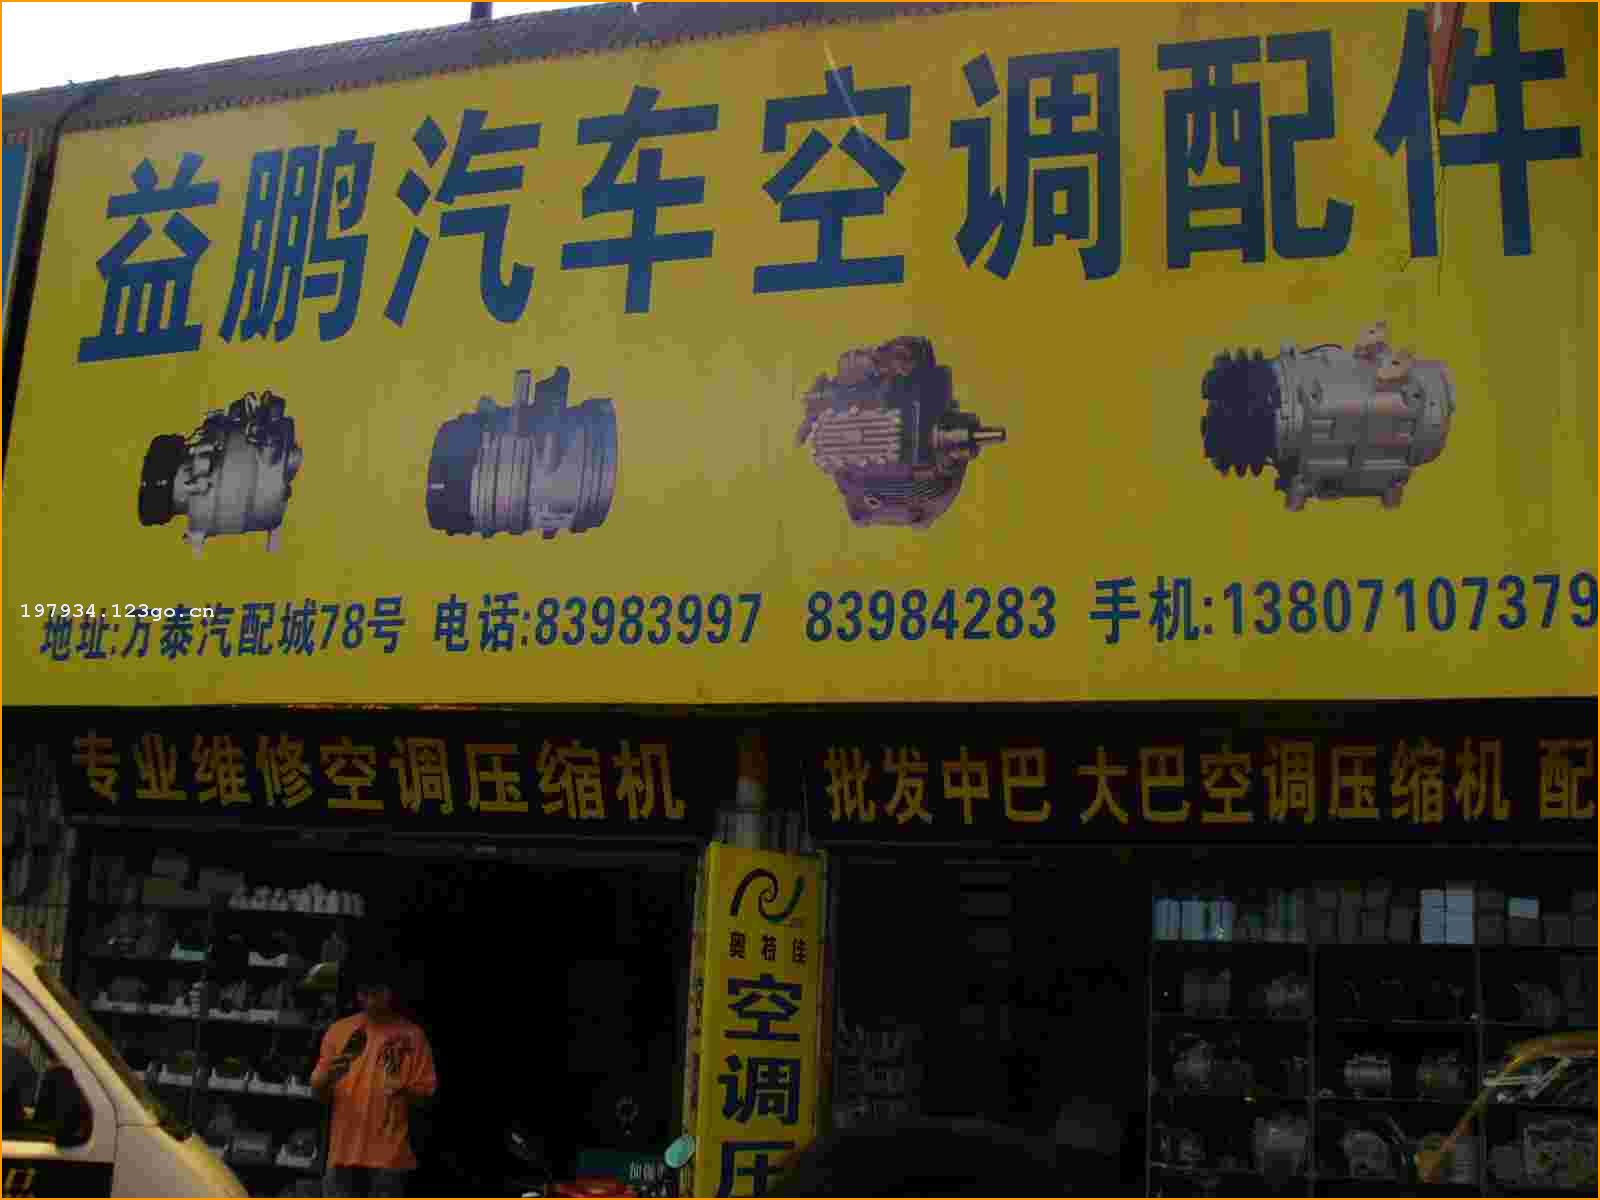 益鹏汽车空调配件
197934.123go.cn
地址:万泰汽配城78号 电话:83983997 83984283 手机:13807107379
专业维修空调压缩机
批发中巴 大巴空调压缩机 配
奥特佳
空调压